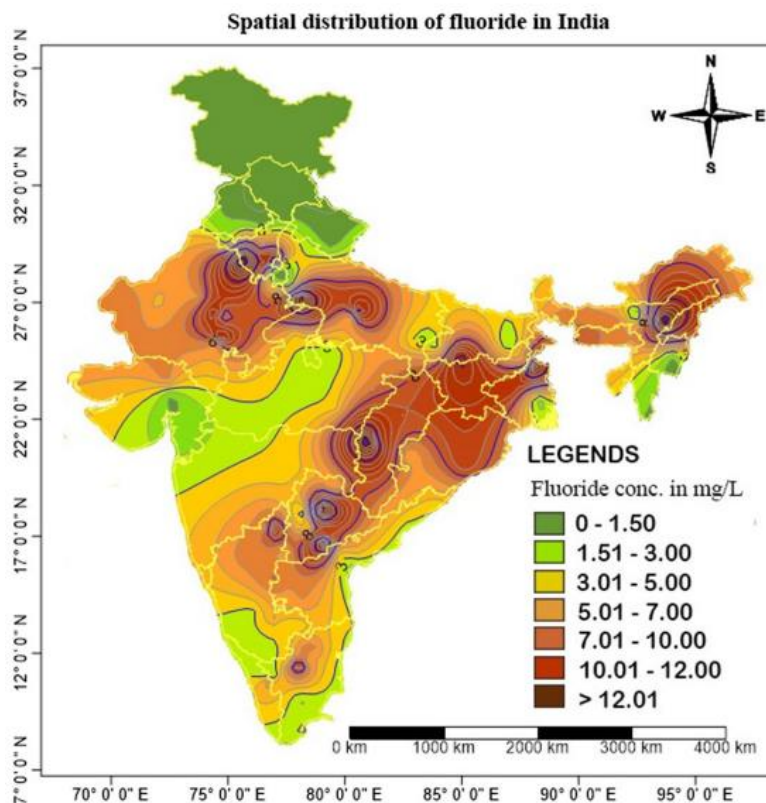 Spatial distribution of fluoride in India
N
W E
S
37° 0' 0" N
32° 0' 0" N
27° 0' 0" N
22° 0' 0" N
17° 0' 0" N
12° 0' 0" N
7° 0' 0" N
LEGENDS
Fluoride conc. in mg/L
0 - 1.50
1.51 - 3.00
3.01 - 5.00
5.01 - 7.00
7.01 - 10.00
10.01 - 12.00
> 12.01
0 km 1000 km 2000 km 3000 km 4000 km
70° 0' 0" E 75° 0' 0" E 80° 0' 0" E 85° 0' 0" E 90° 0' 0" E 95° 0' 0" E